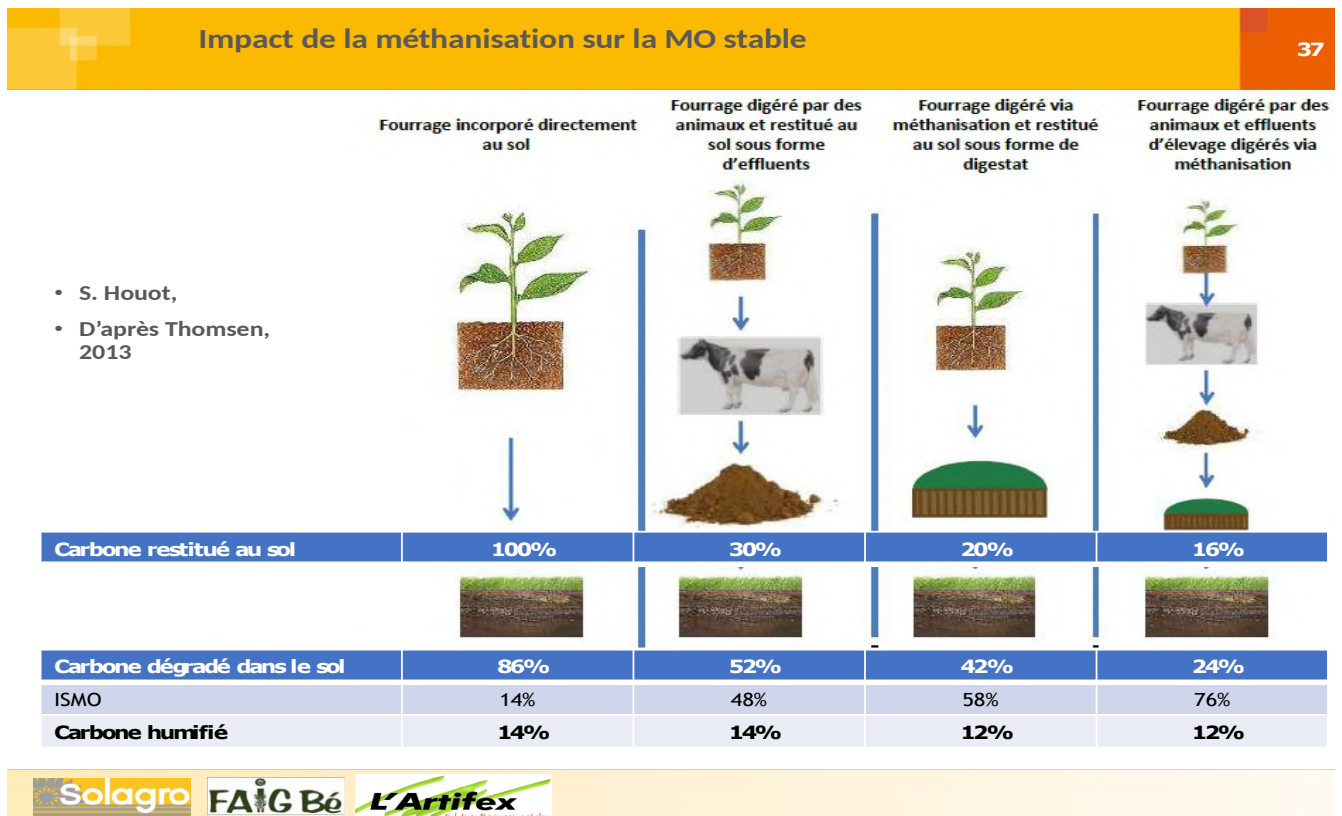 Impact de la méthanisation sur la MO stable
37
Fourrage incorporé directement
au sol
Fourrage digéré par des
animaux et restitué au
sol sous forme
d'effluents
Fourrage digéré via
méthanisation et restitué
au sol sous forme de
digestat
Fourrage digéré par des
animaux et effluents
d'élevage digérés via
méthanisation
• S. Houot,
• D'après Thomsen,
2013
Carbone restitué au sol 100% 30% 20% 16%
Carbone dégradé dans le sol 86% 52% 42% 24%
ISMO 14% 48% 58% 76%
Carbone humifié 14% 14% 12% 12%
Solagro
FAIG Bé
L'Artifex